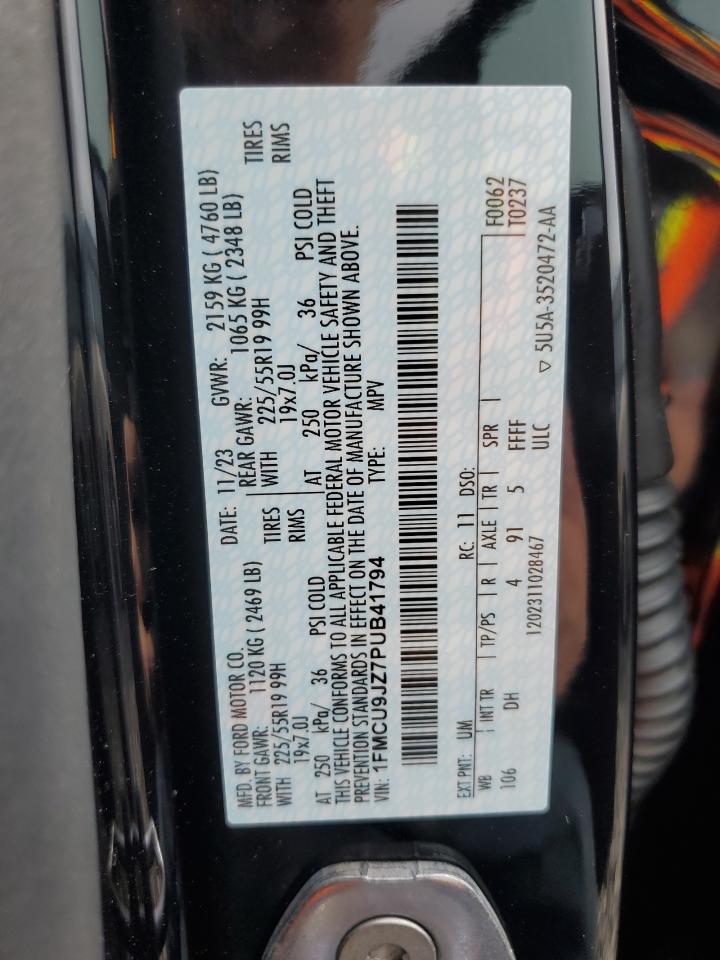 MFD. BY FORD MOTOR CO.
DATE: 11/23 GVWR: 2159 KG ( 4760 LB)
FRONT GAWR: 1120 KG ( 2469 LB) REAR GAWR: 1065 KG ( 2348 LB)
WITH 225/55R19 99H TIRES WITH 225/55R19 99H TIRES
19x7.0J RIMS 19x7.0J RIMS
AT 250 kPa/ 36 PSI COLD AT 250 kPa/ 36 PSI COLD
THIS VEHICLE CONFORMS TO ALL APPLICABLE FEDERAL MOTOR VEHICLE SAFETY AND THEFT
PREVENTION STANDARDS IN EFFECT ON THE DATE OF MANUFACTURE SHOWN ABOVE.
VIN: 1FMCU9JZ7PUB41794 TYPE: MPV
EXT PNT: UM RC: 11 DSO: F0062
WB INT TR TP/PS R AXLE TR SPR T0237
106 DH 4 91 5 FFFF
1202311028467 ULC ▽ 5U5A-3520472-AA